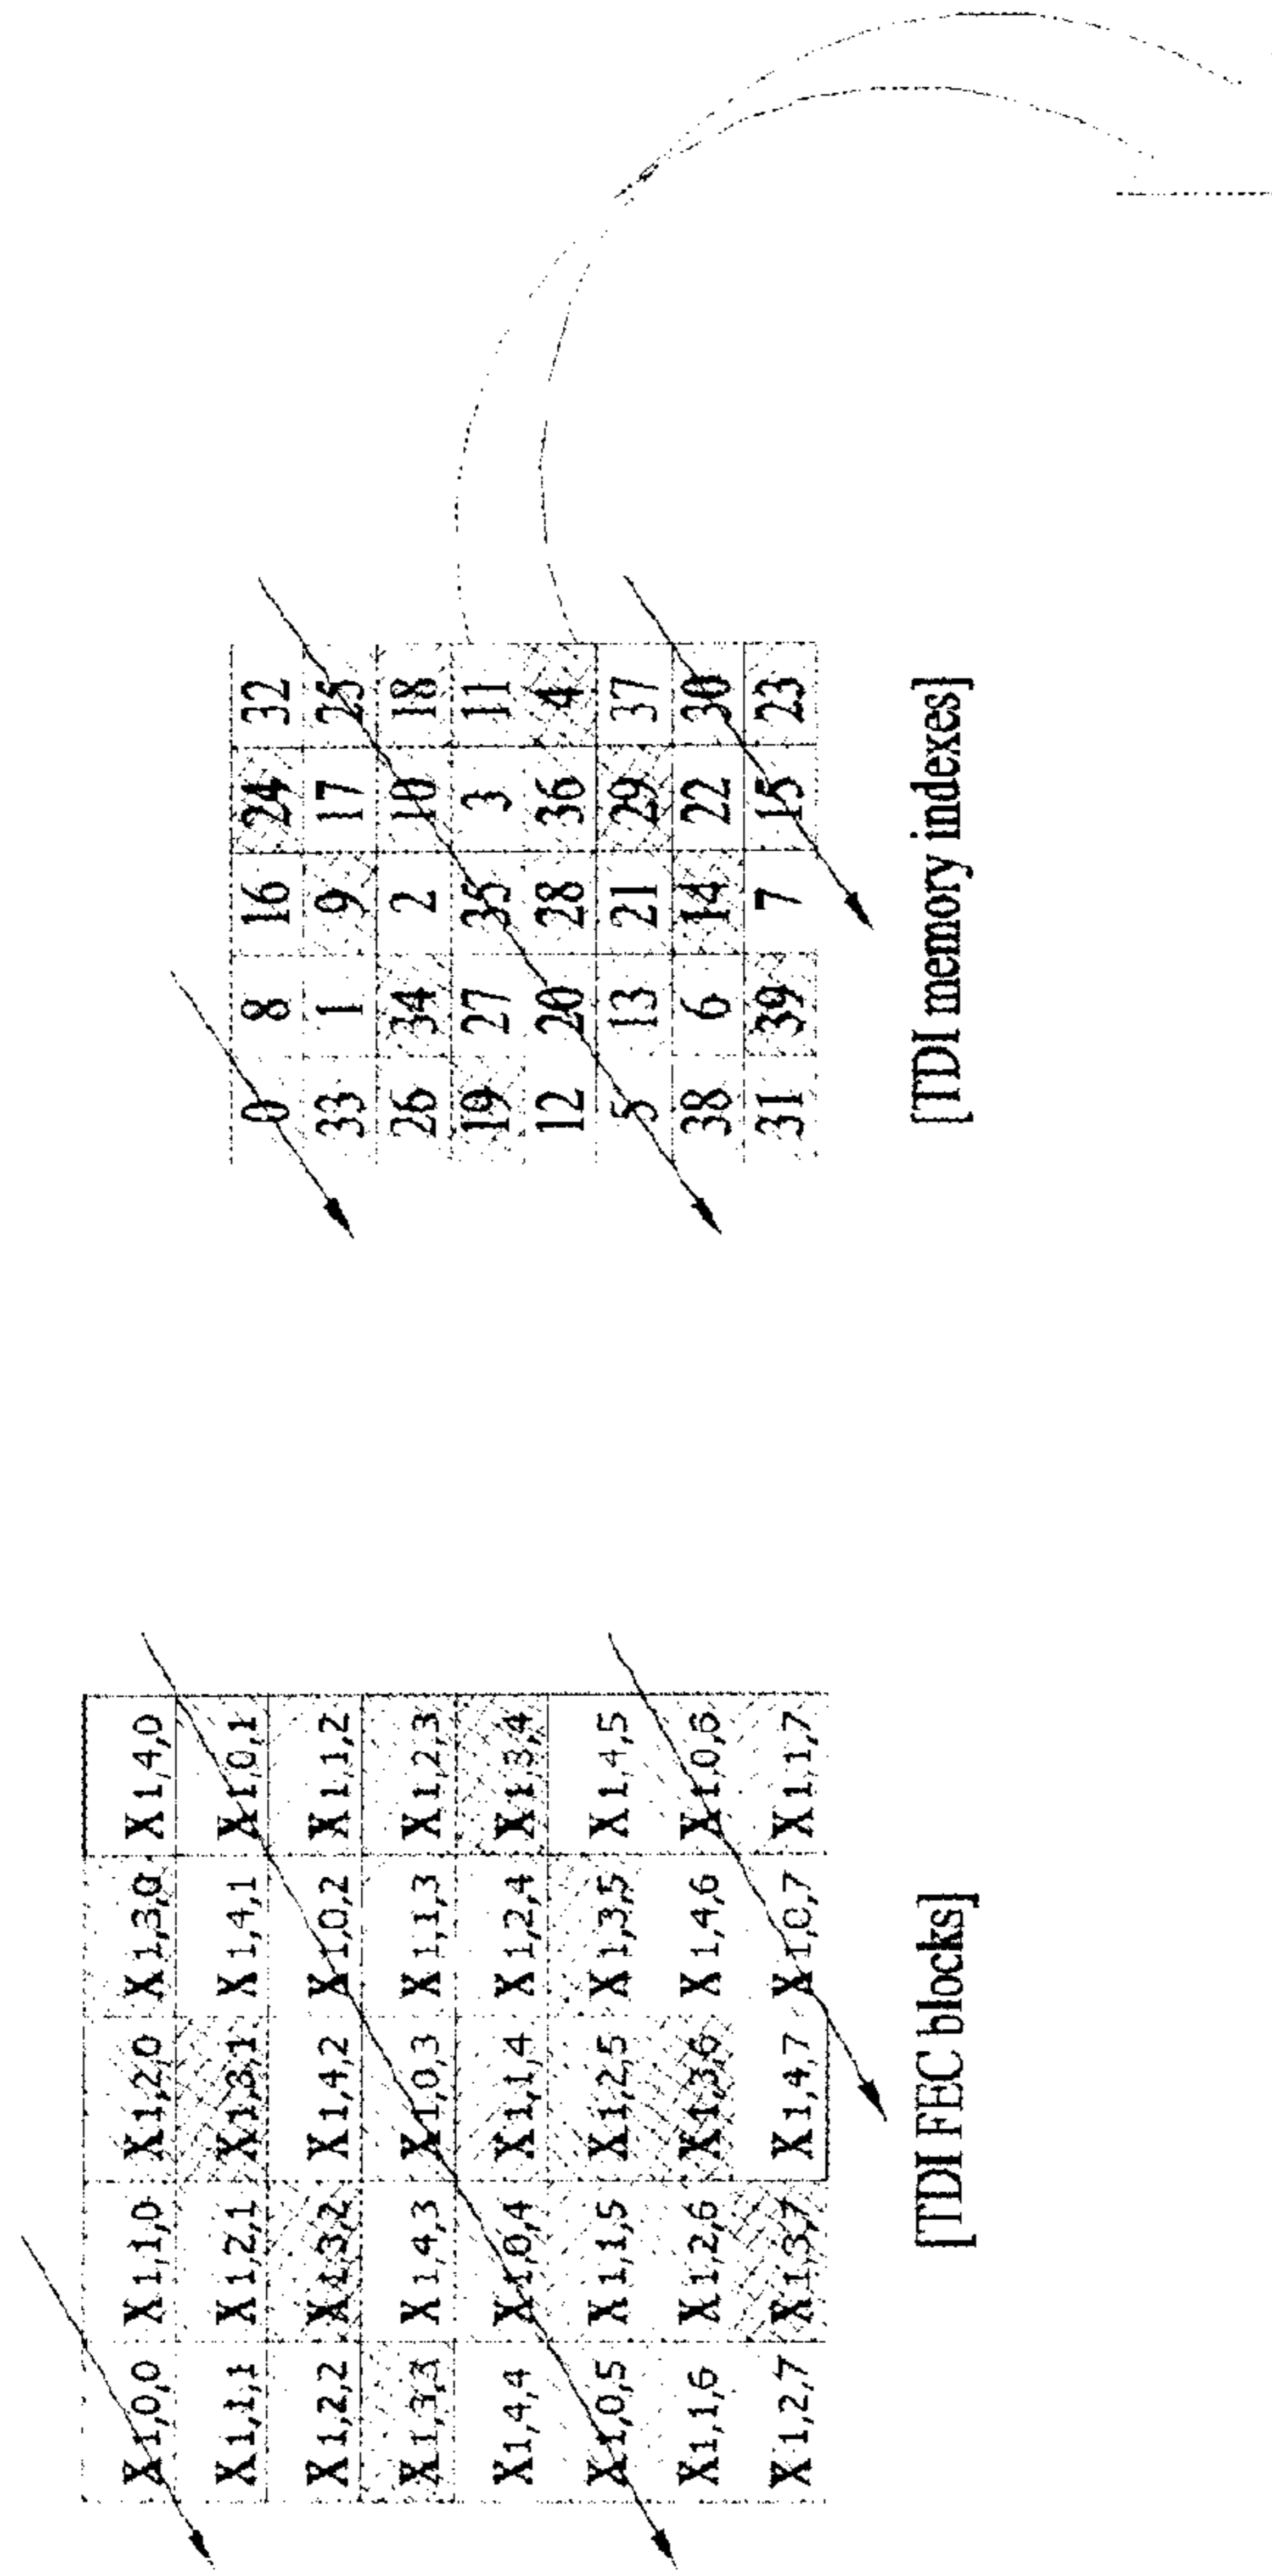 X1,0,0 X1,1,0 X1,2,0 X1,3,0 X1,4,0
X1,1,1 X1,2,1 X1,3,1 X1,4,1 X1,0,1
X1,2,2 X1,3,2 X1,4,2 X1,0,2 X1,1,2
X1,3,3 X1,4,3 X1,0,3 X1,1,3 X1,2,3
X1,4,4 X1,0,4 X1,1,4 X1,2,4 X1,3,4
X1,0,5 X1,1,5 X1,2,5 X1,3,5 X1,4,5
X1,1,6 X1,2,6 X1,3,6 X1,4,6 X1,0,6
X1,2,7 X1,3,7 X1,4,7 X1,0,7 X1,1,7
[TDI FEC blocks]
0 8 16 24 32
33 1 9 17 25
26 34 2 10 18
19 27 35 3 11
12 20 28 36 4
5 13 21 29 37
38 6 14 22 30
31 39 7 15 23
[TDI memory indexes]